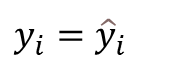 yᵢ = ŷᵢ